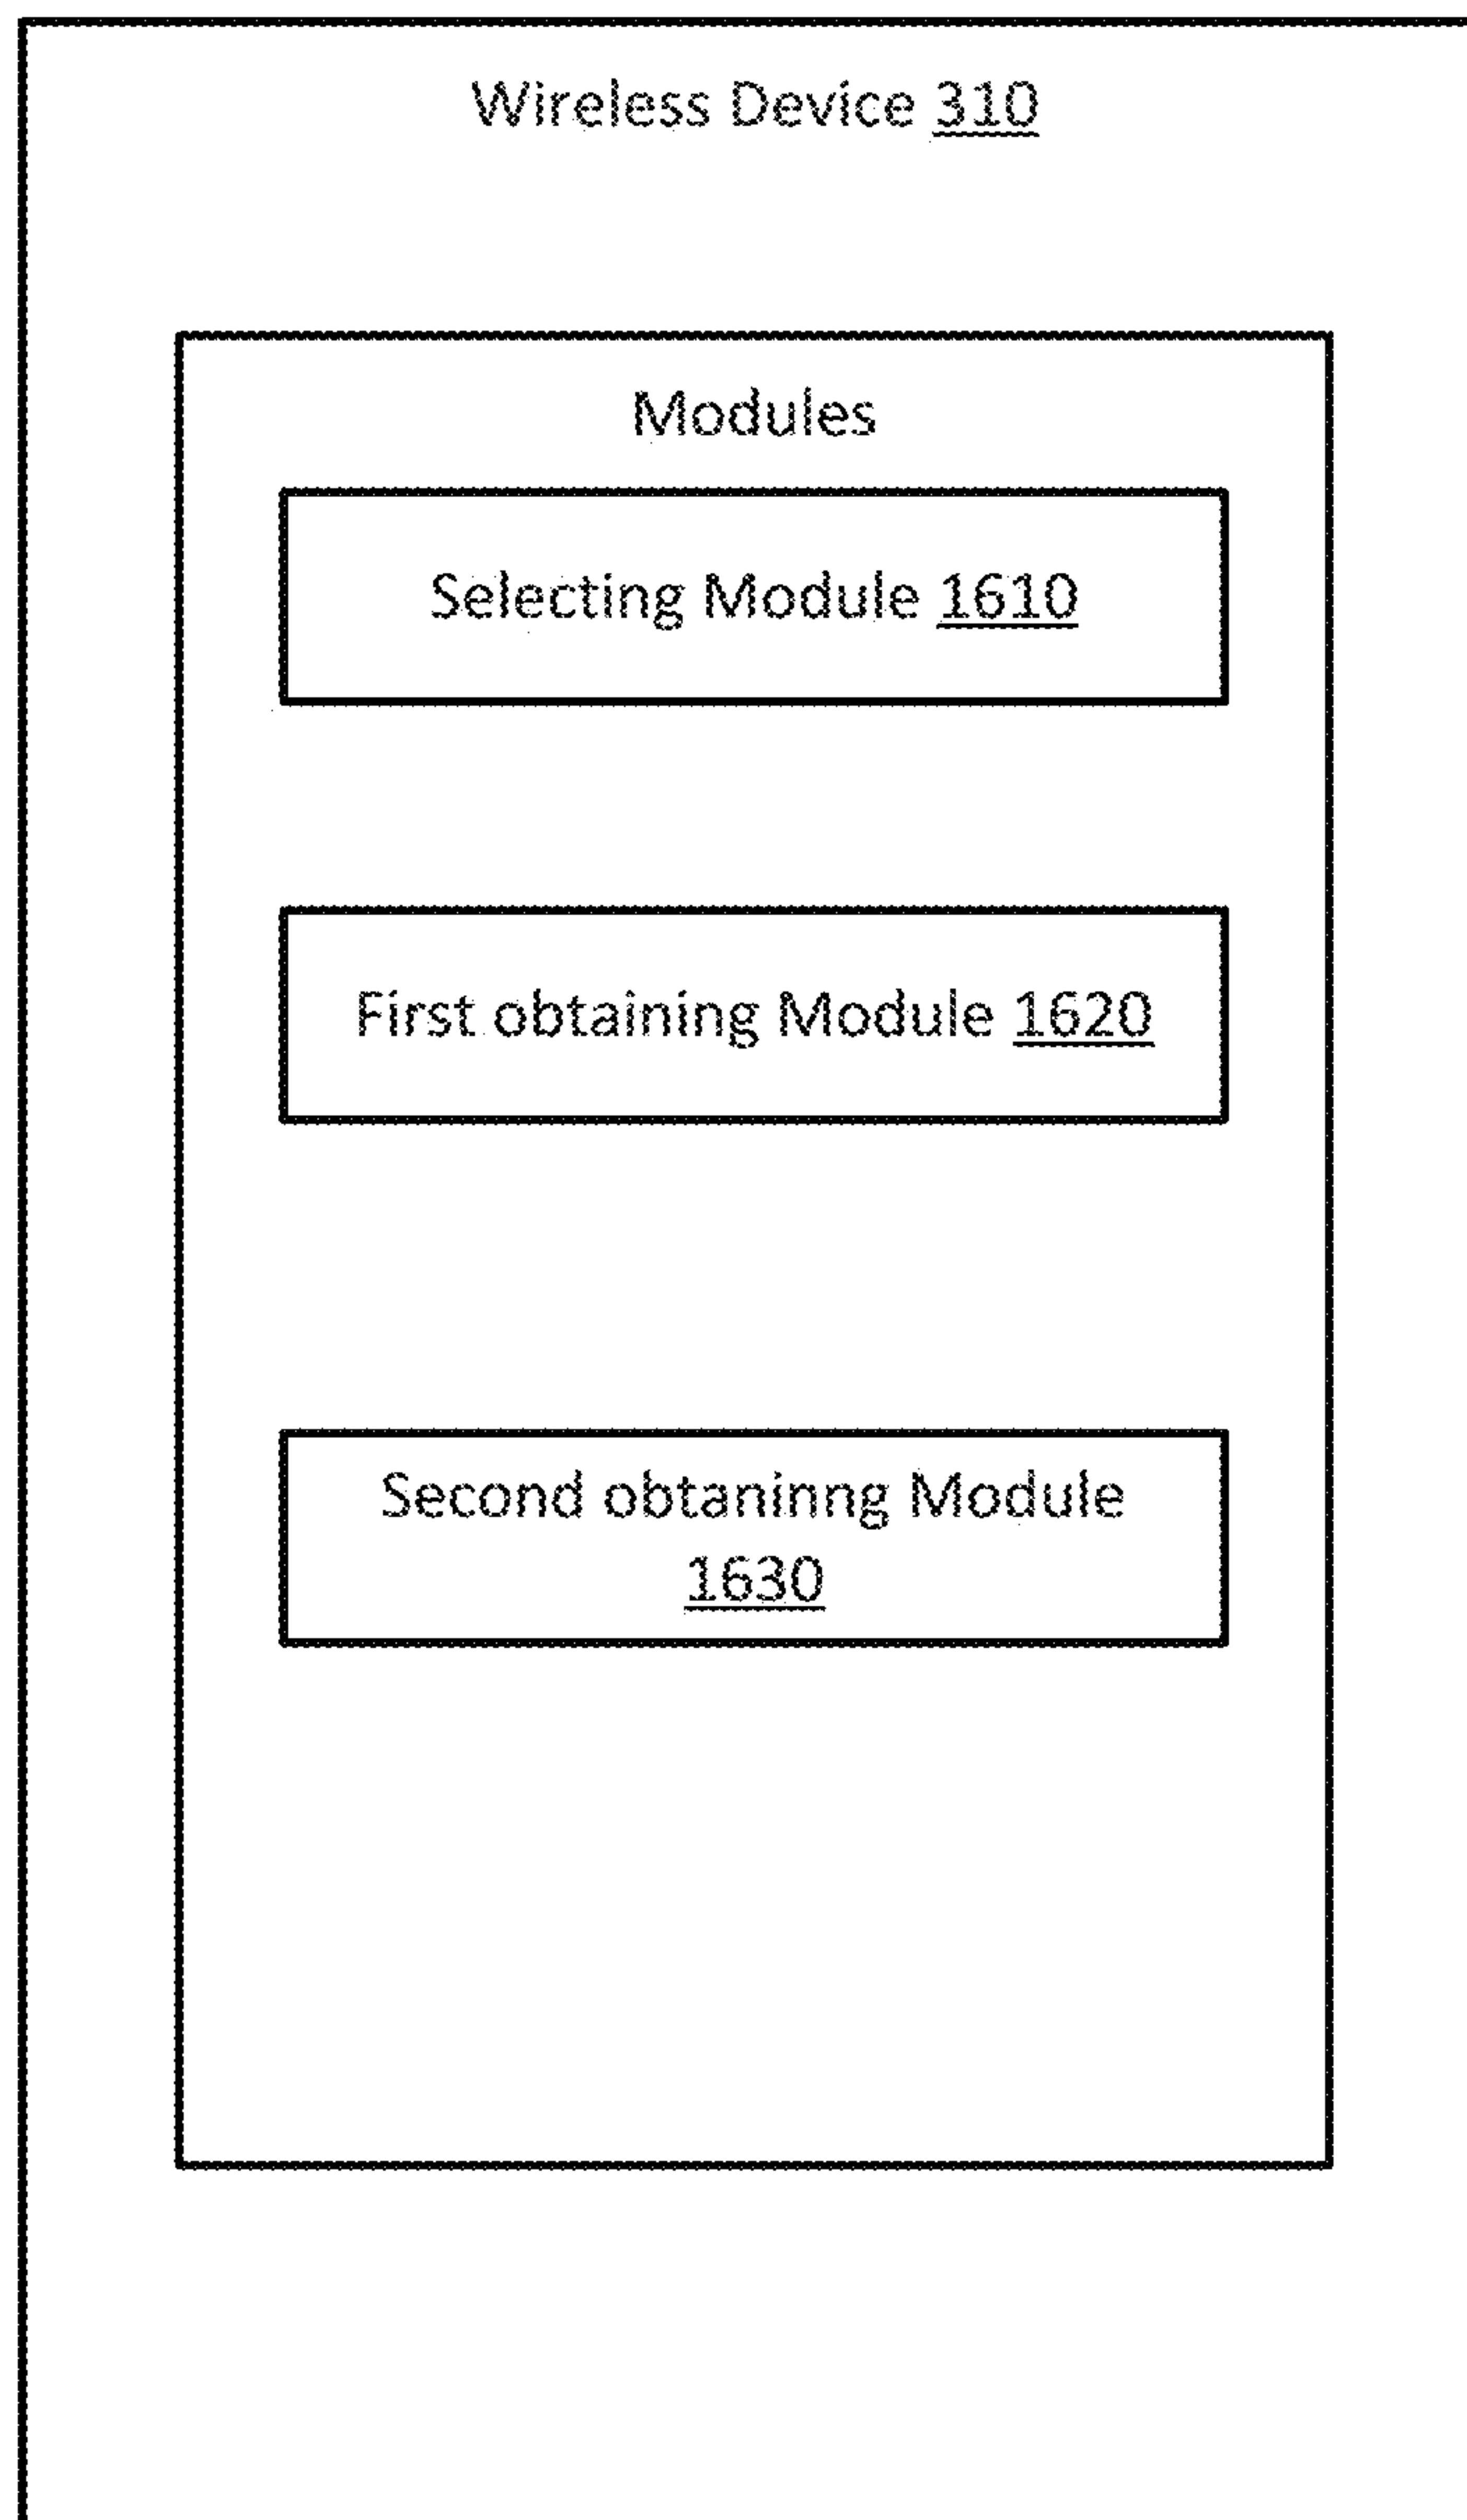 Wireless Device 310
Modules
Selecting Module 1610
First obtaining Module 1620
Second obtaninng Module
1630